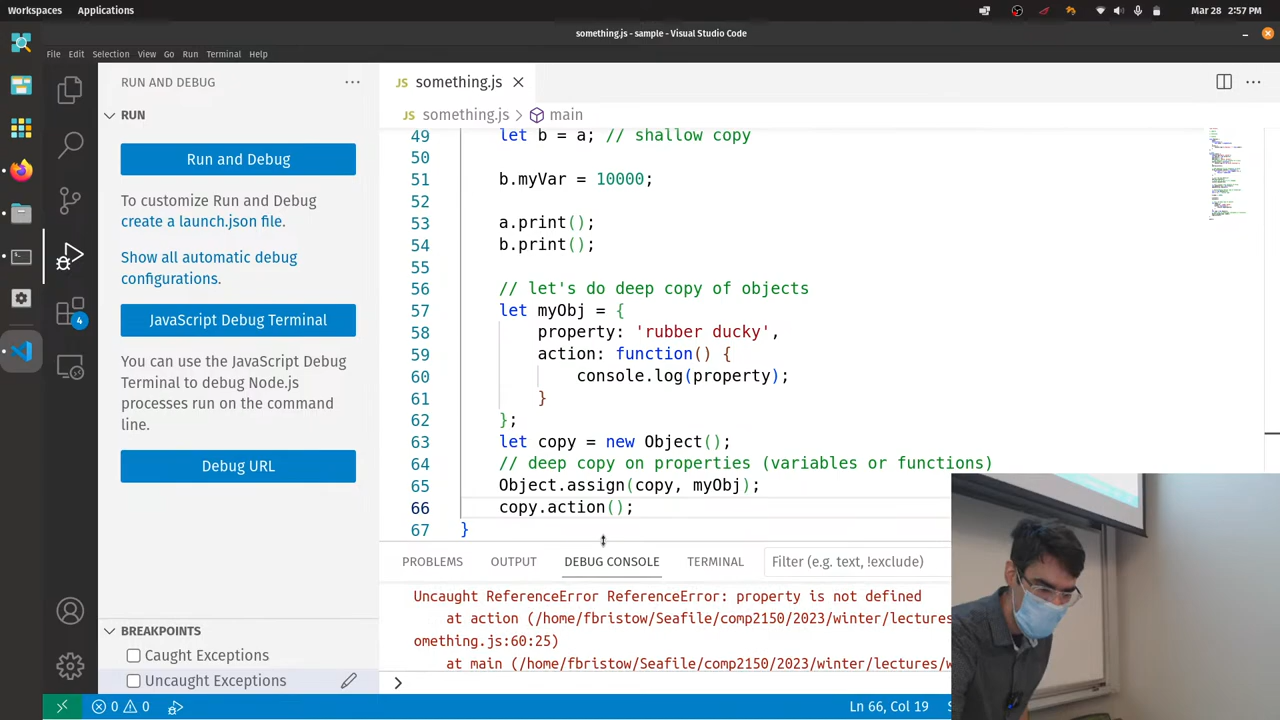 Workspaces Applications Mar 28 2:57 PM
something.js - sample - Visual Studio Code
File Edit Selection View Go Run Terminal Help
RUN AND DEBUG
RUN
Run and Debug
To customize Run and Debug
create a launch.json file.
Show all automatic debug
configurations.
JavaScript Debug Terminal
You can use the JavaScript Debug
Terminal to debug Node.js
processes run on the command
line.
Debug URL
BREAKPOINTS
Caught Exceptions
Uncaught Exceptions
4
JS something.js
JS something.js > main
49 let b = a; // shallow copy
50
51 b.myVar = 10000;
52
53 a.print();
54 b.print();
55
56 // let's do deep copy of objects
57 let myObj = {
58 property: 'rubber ducky',
59 action: function() {
60 console.log(property);
61 }
62 };
63 let copy = new Object();
64 // deep copy on properties (variables or functions)
65 Object.assign(copy, myObj);
66 copy.action();
67 }
PROBLEMS OUTPUT DEBUG CONSOLE TERMINAL Filter (e.g. text, !exclude)
Uncaught ReferenceError ReferenceError: property is not defined
at action (/home/fbristow/Seafile/comp2150/2023/winter/lectures
omething.js:60:25)
at main (/home/fbristow/Seafile/comp2150/2023/winter/lectures/w
>
0 0 Ln 66, Col 19